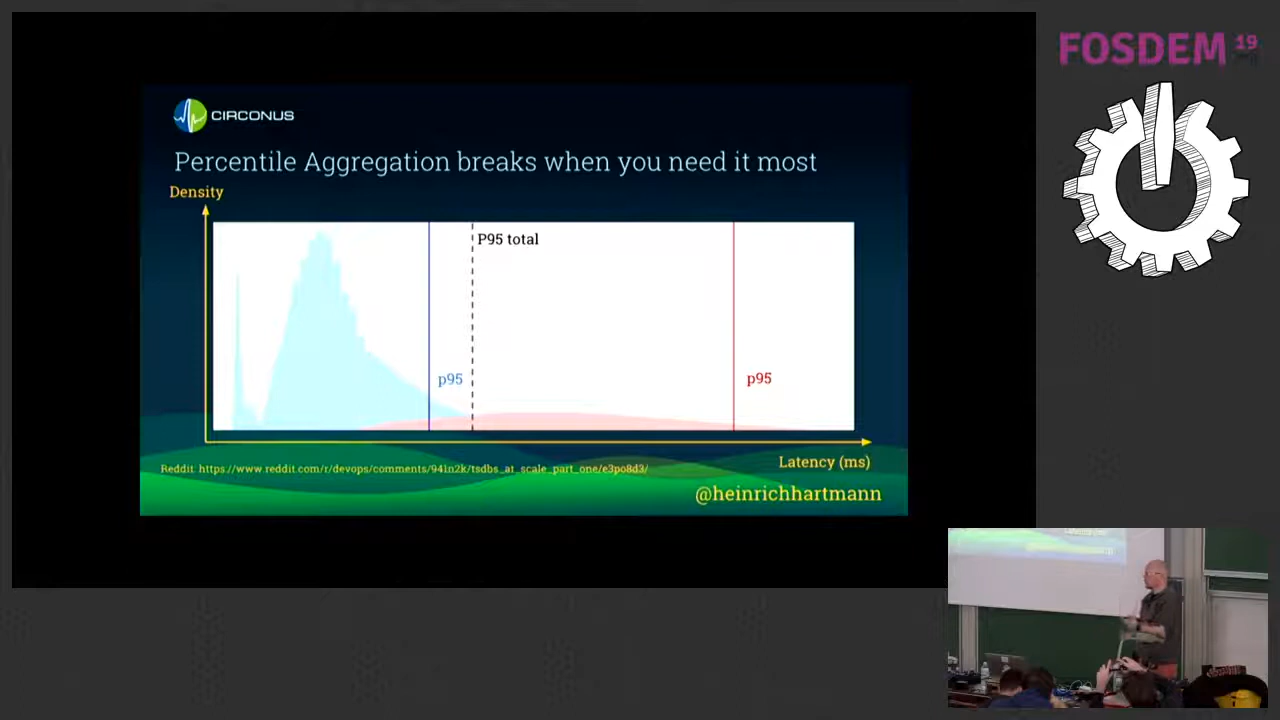 FOSDEM 19
CIRCONUS
Percentile Aggregation breaks when you need it most
Density
P95 total
p95
p95
Latency (ms)
Reddit: https://www.reddit.com/r/devops/comments/941n2k/tsdbs_at_scale_part_one/e3po8d3/
@heinrichhartmann